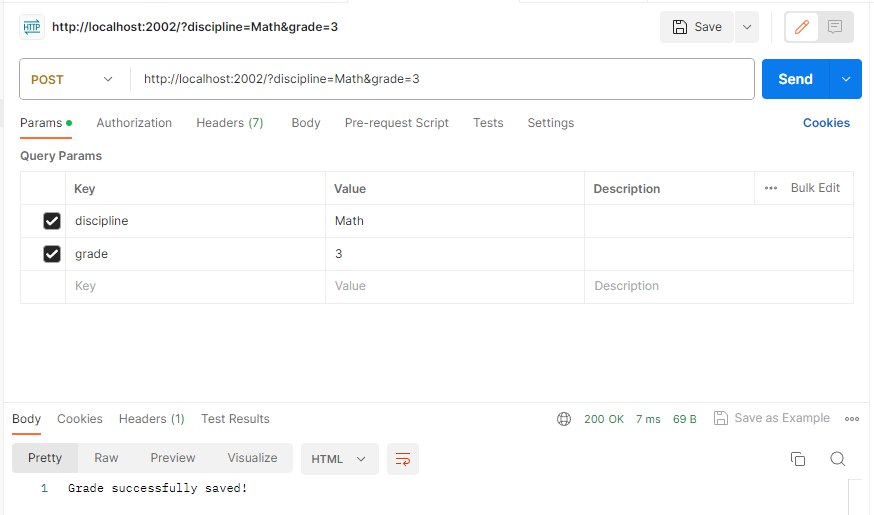 HTTP http://localhost:2002/?discipline=Math&grade=3 Save
POST http://localhost:2002/?discipline=Math&grade=3 Send
Params Authorization Headers (7) Body Pre-request Script Tests Settings Cookies
Query Params
Key Value Description ••• Bulk Edit
discipline Math
grade 3
Key Value Description
Body Cookies Headers (1) Test Results 200 OK 7 ms 69 B Save as Example
Pretty Raw Preview Visualize HTML
1 Grade successfully saved!